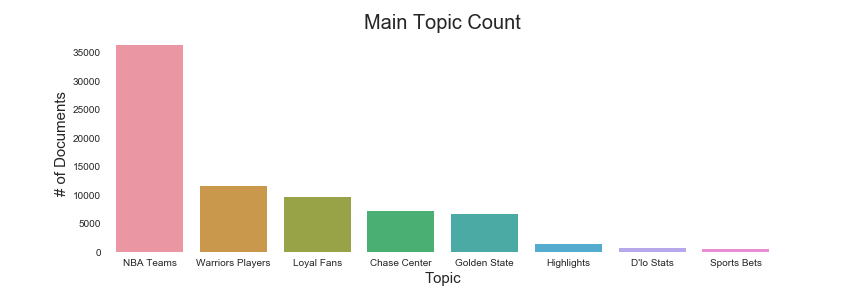 Main Topic Count
# of Documents
35000
30000
25000
20000
15000
10000
5000
0
NBA Teams Warriors Players Loyal Fans Chase Center Golden State Highlights D'lo Stats Sports Bets
Topic